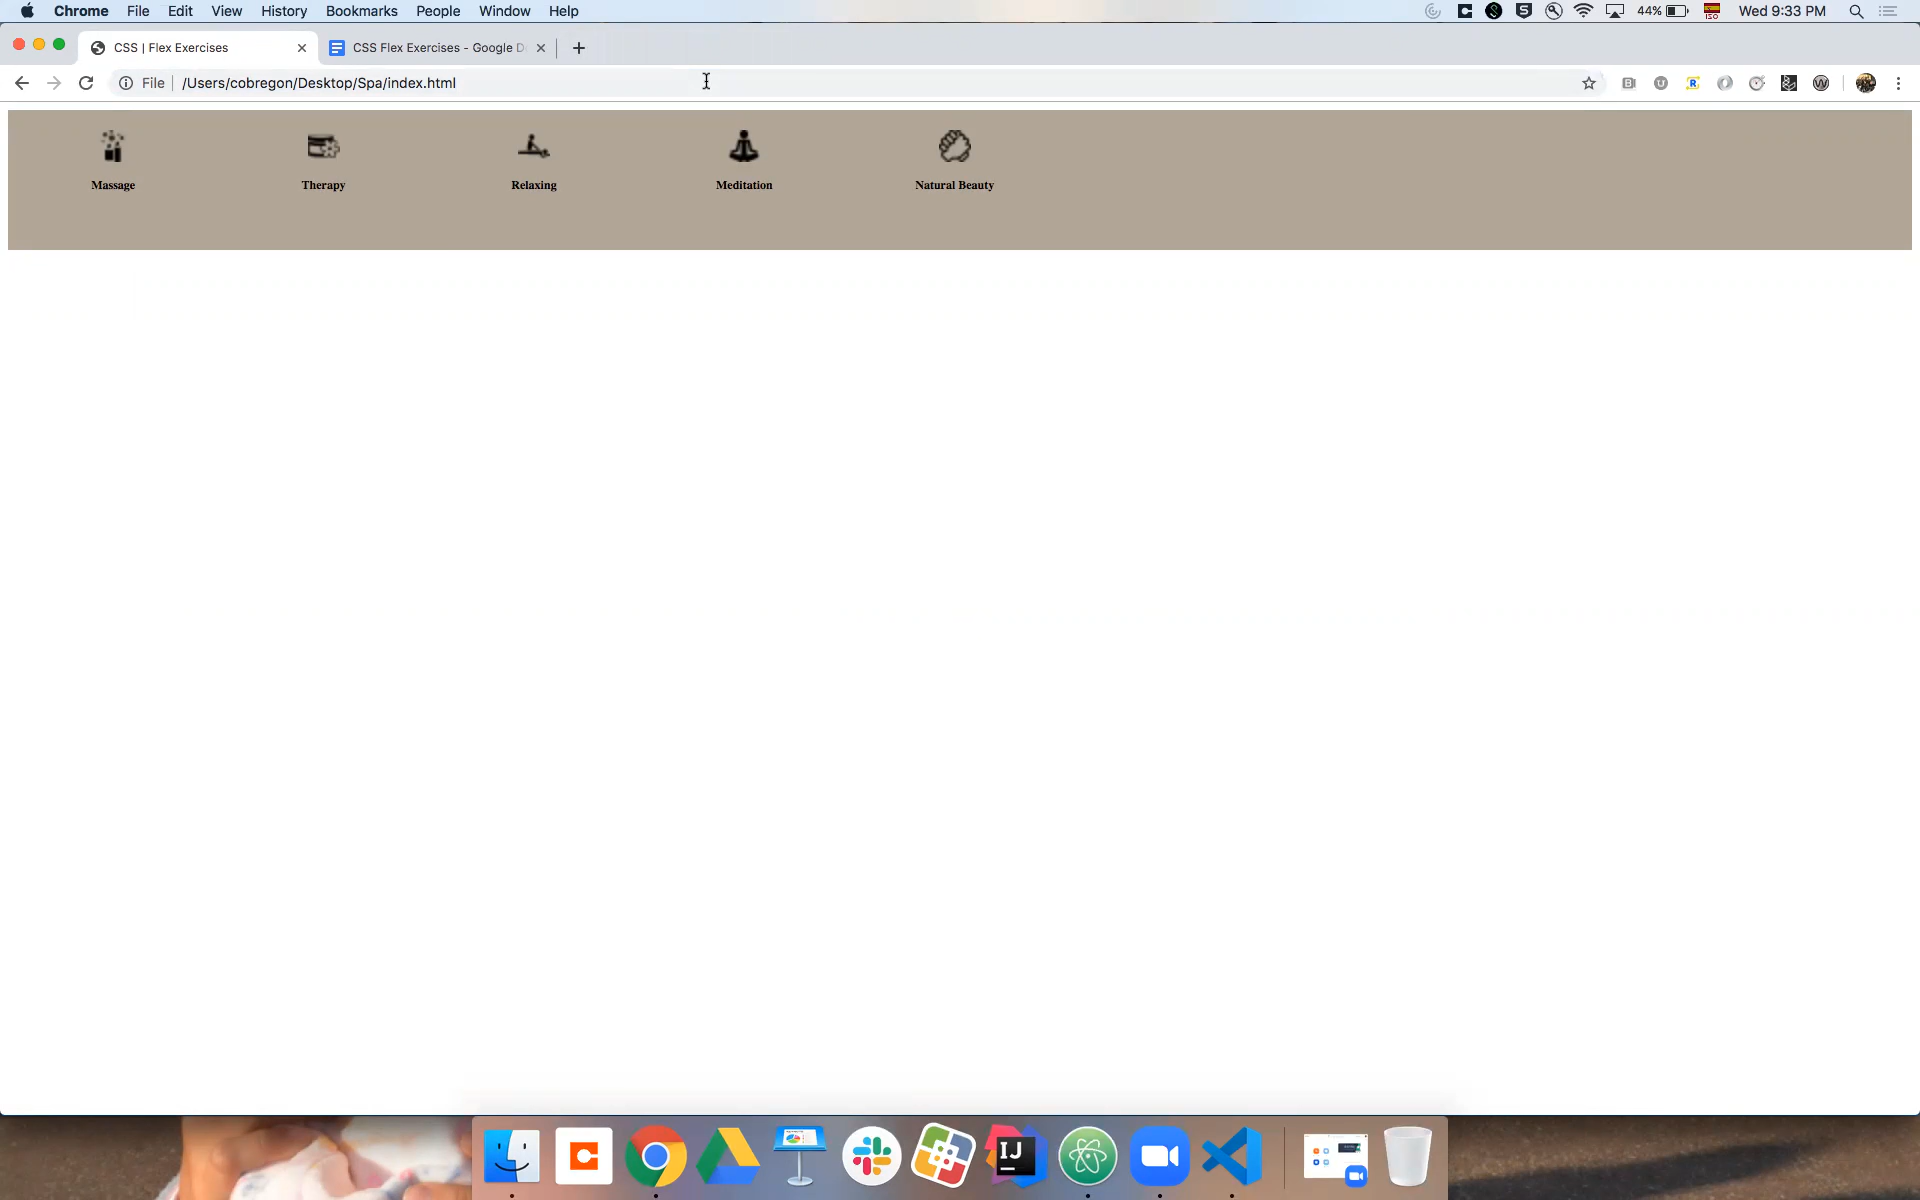 Chrome File Edit View History Bookmarks People Window Help 44% ISO Wed 9:33 PM
CSS | Flex Exercises CSS Flex Exercises - Google D
File /Users/cobregon/Desktop/Spa/index.html
Massage Therapy Relaxing Meditation Natural Beauty
IJ